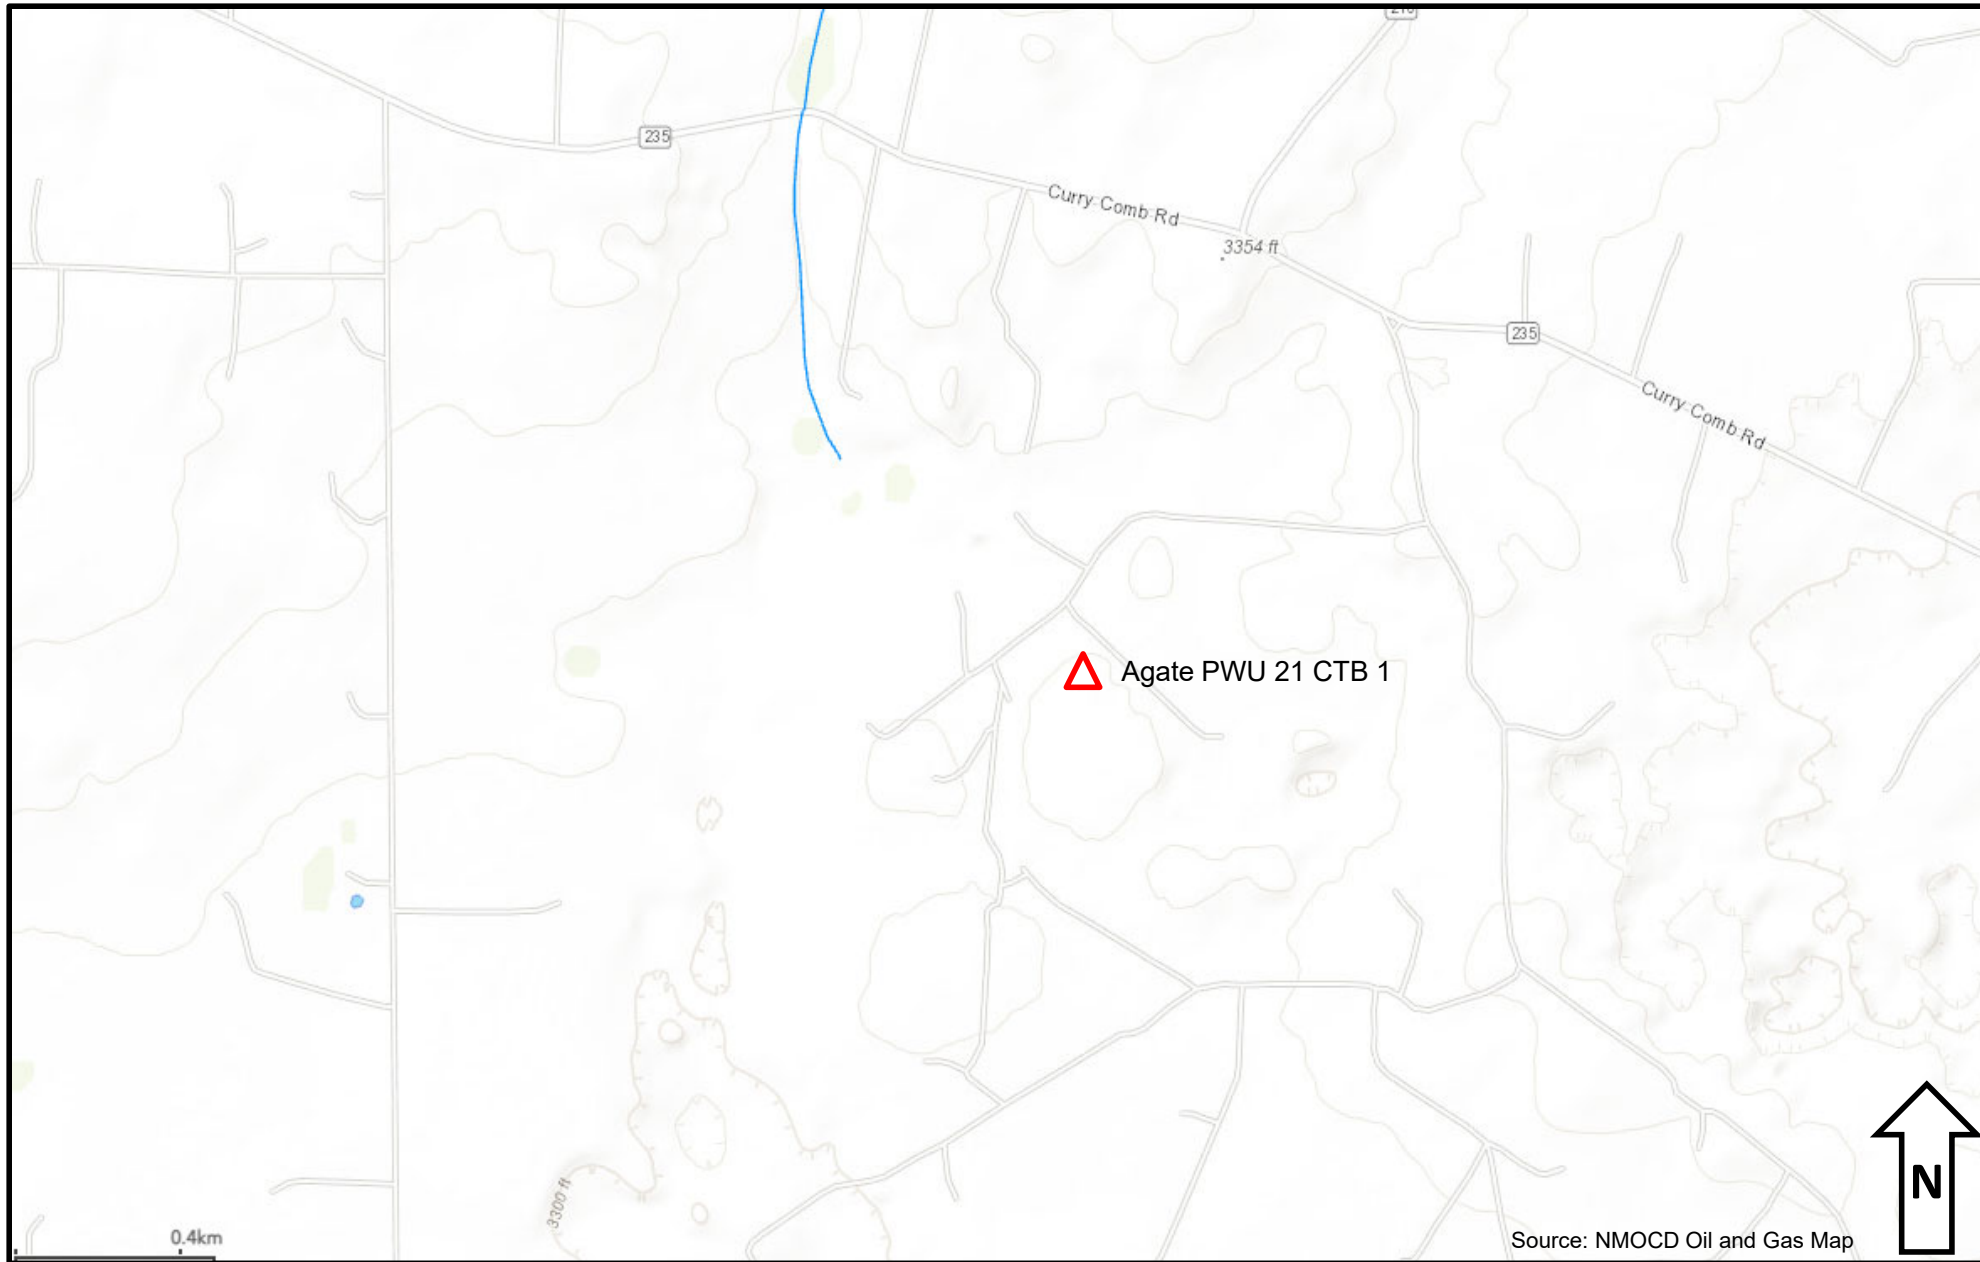 235
Curry Comb Rd
3354 ft
235
Curry Comb Rd
Agate PWU 21 CTB 1
3300 ft
0.4km
N
Source: NMOCD Oil and Gas Map